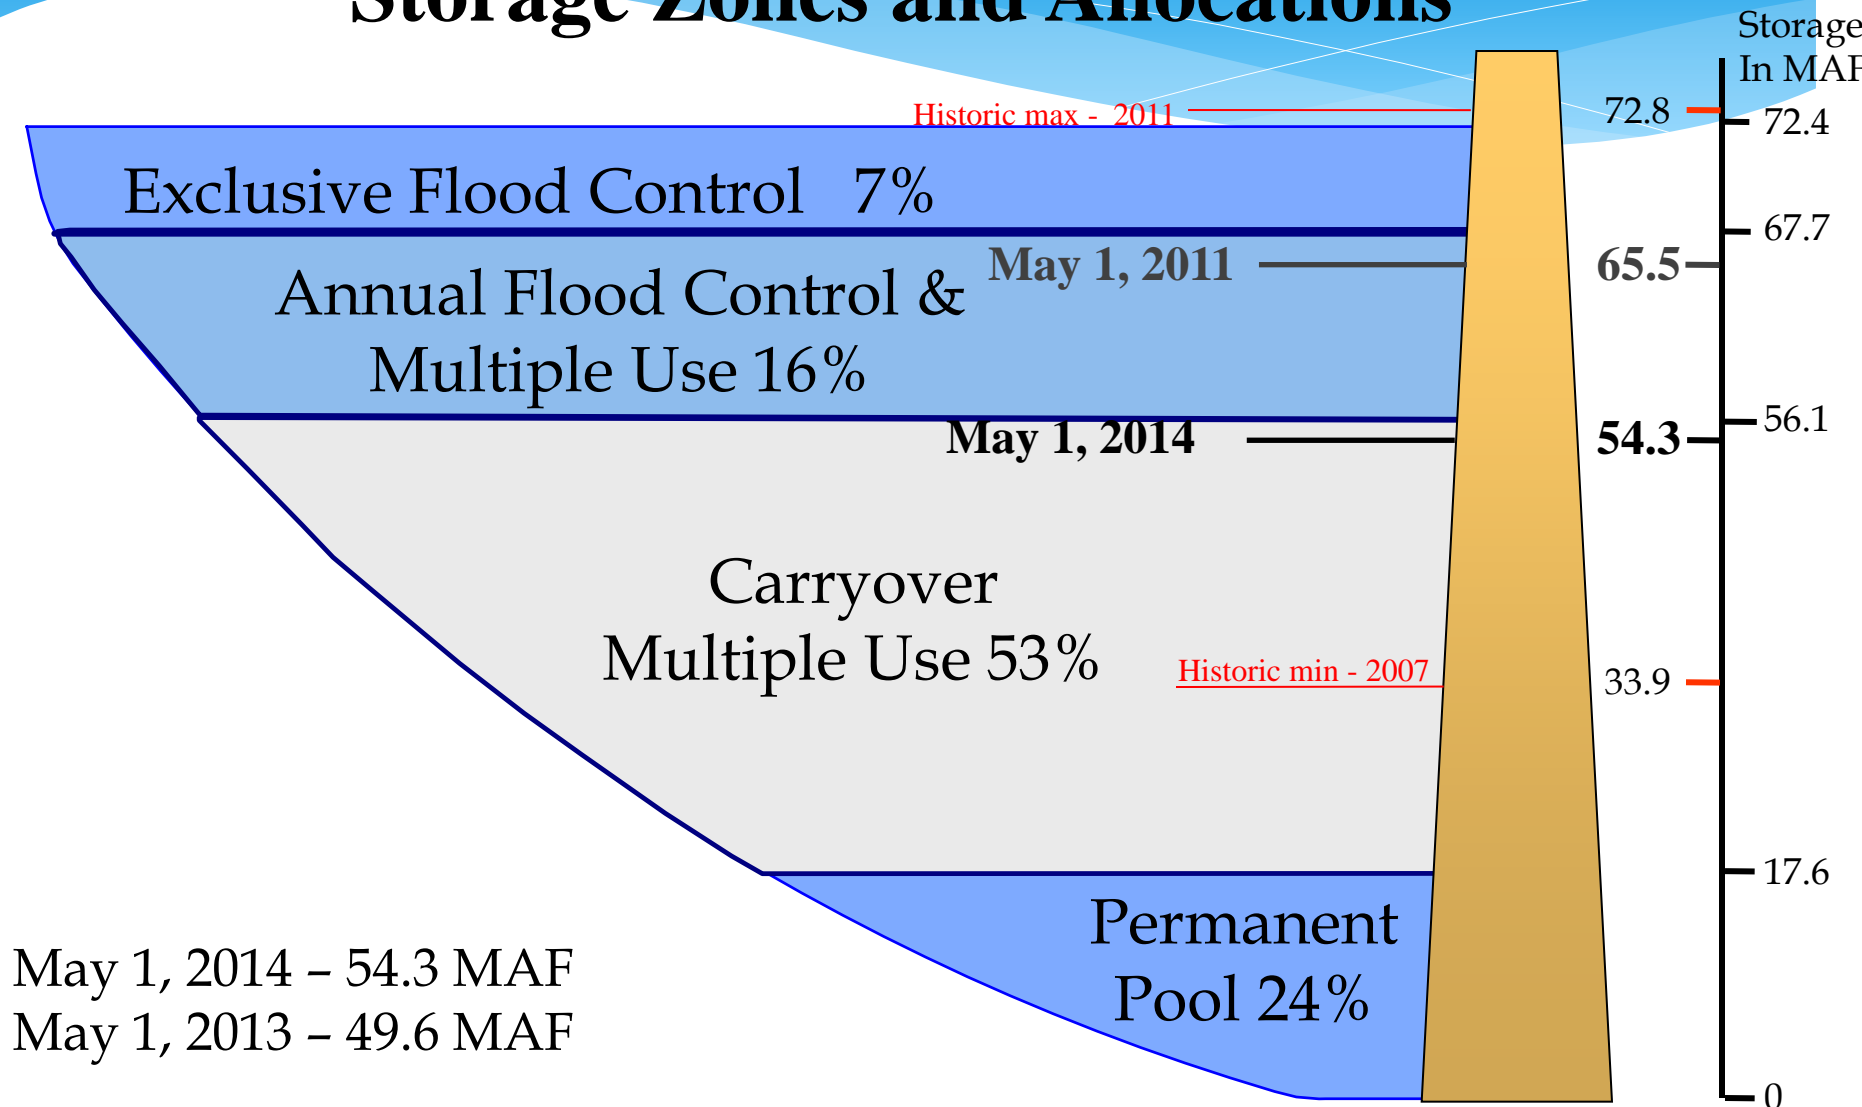 Storage Zones and Allocations
Storage
In MAF
Historic max - 2011
72.8
72.4
Exclusive Flood Control 7%
67.7
May 1, 2011
65.5
Annual Flood Control &
Multiple Use 16%
56.1
May 1, 2014
54.3
Carryover
Multiple Use 53%
Historic min - 2007
33.9
17.6
Permanent
Pool 24%
May 1, 2014 – 54.3 MAF
May 1, 2013 – 49.6 MAF
0